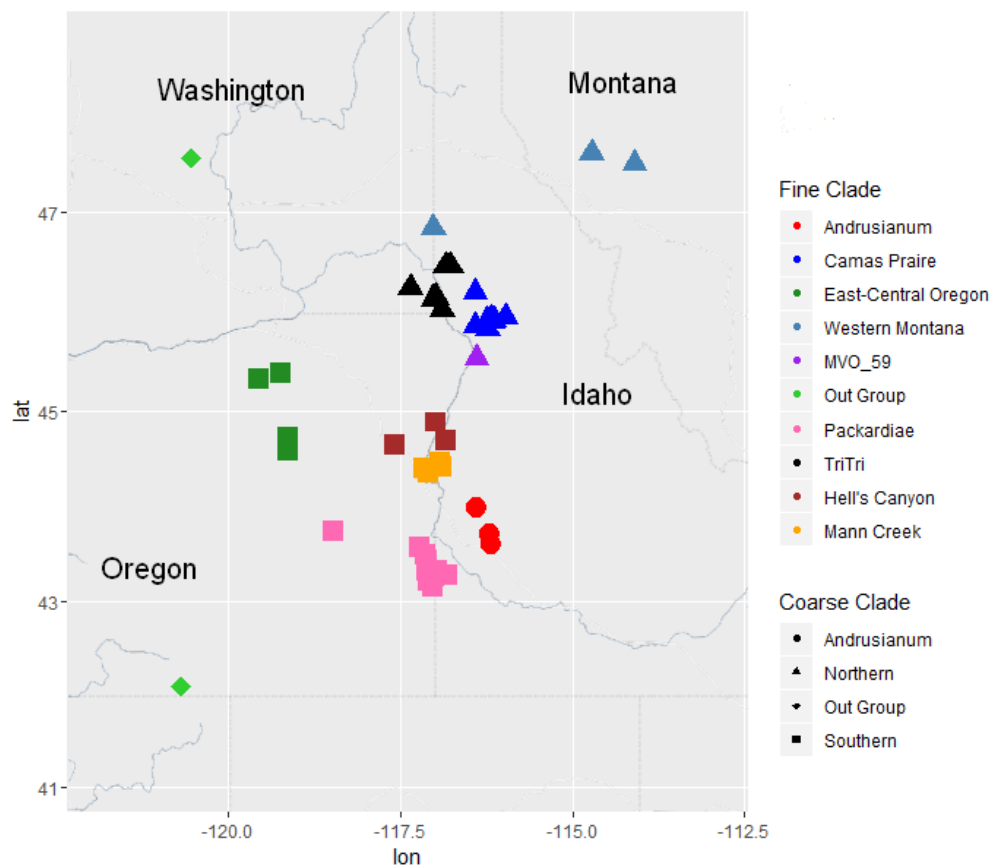 Washington
Montana
Idaho
Oregon
47
45
43
41
lat
-120.0
-117.5
-115.0
-112.5
lon
Fine Clade
Andrusianum
Camas Praire
East-Central Oregon
Western Montana
MVO_59
Out Group
Packardiae
TriTri
Hell's Canyon
Mann Creek
Coarse Clade
Andrusianum
Northern
Out Group
Southern